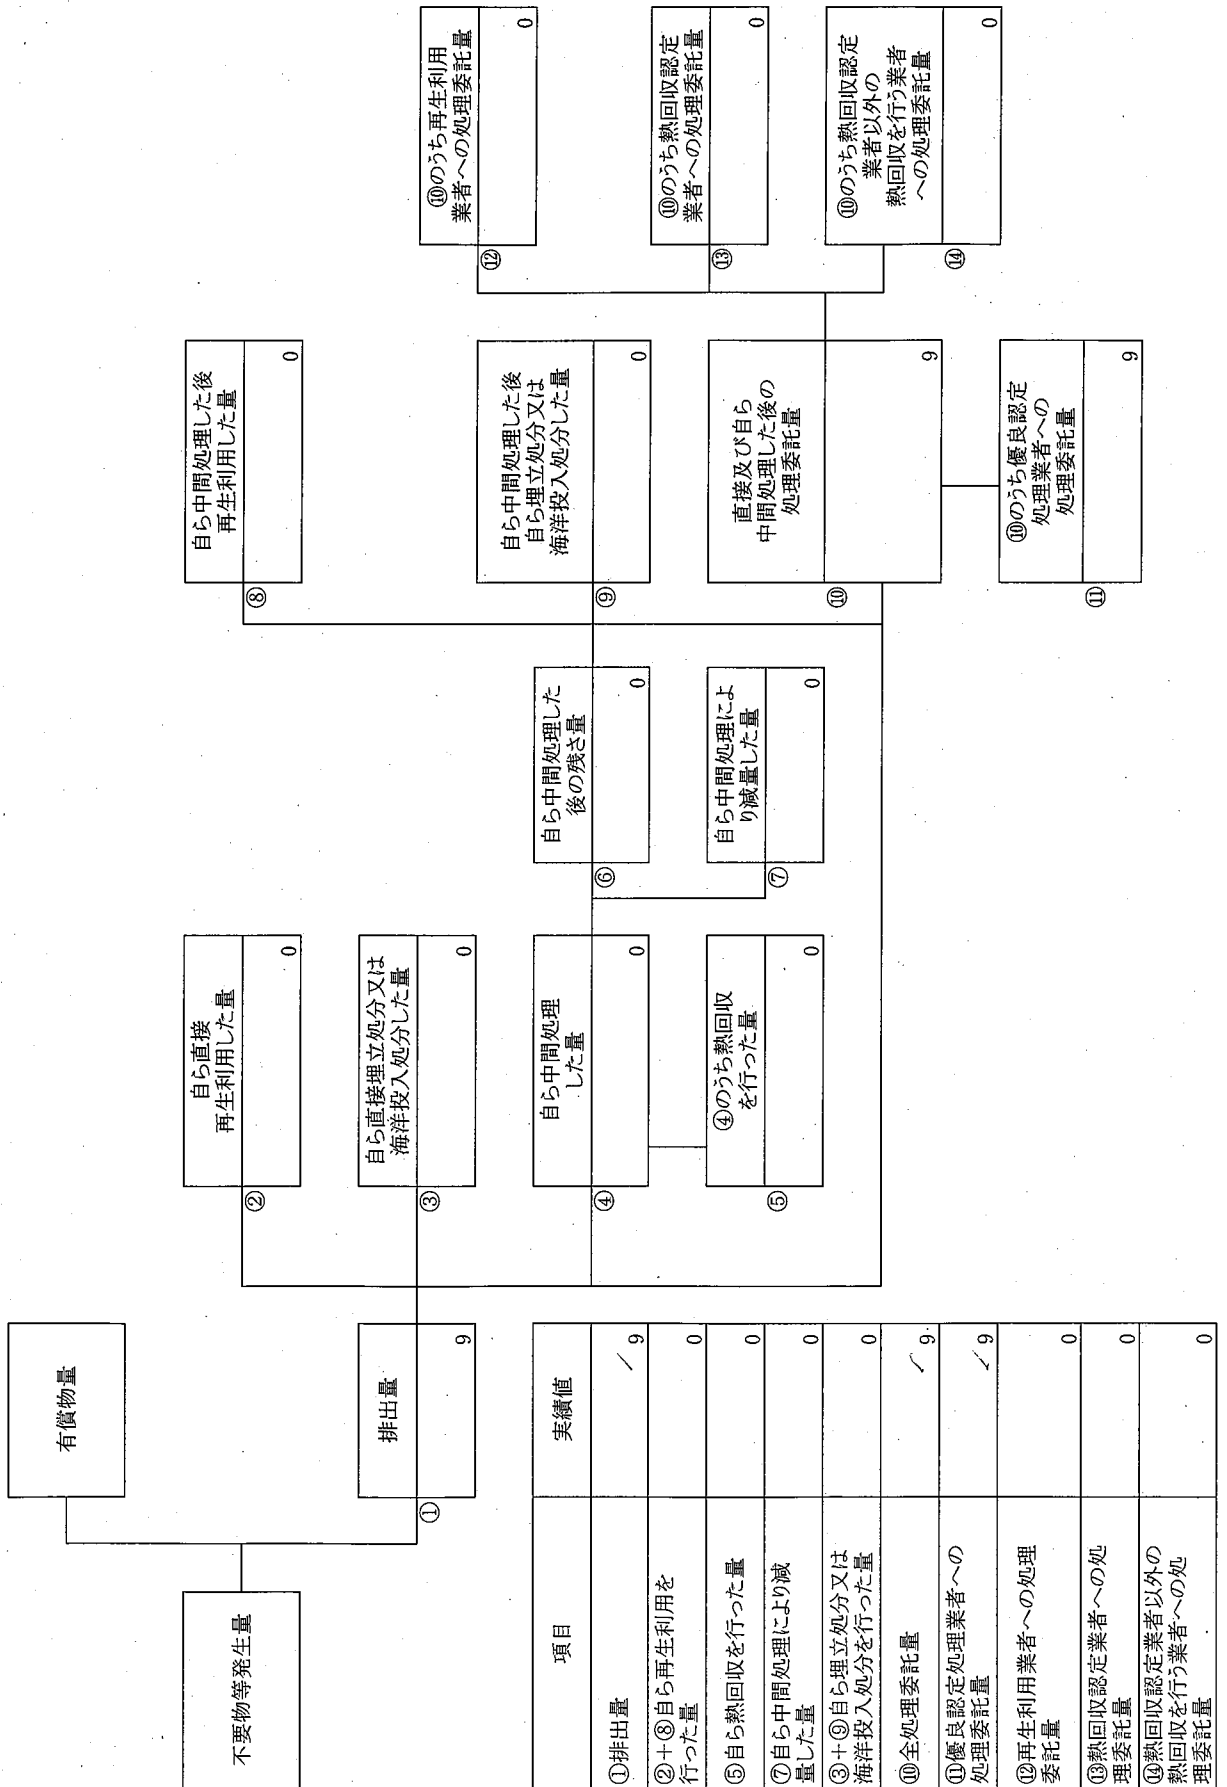 不要物等発生量
有償物量
①
排出量
9
②
自ら直接
再生利用した量
0
③
自ら直接埋立処分又は
海洋投入処分した量
0
④
自ら中間処理
した量
0
⑤
④のうち熱回収
を行った量
0
⑥
自ら中間処理した
後の残さ量
0
⑦
自ら中間処理によ
り減量した量
0
⑧
自ら中間処理した後
再生利用した量
0
⑨
自ら中間処理した後
自ら埋立処分又は
海洋投入処分した量
0
⑩
直接及び自ら
中間処理した後の
処理委託量
9
⑪
⑩のうち優良認定
処理業者への
処理委託量
9
⑫
⑩のうち再生利用
業者への処理委託量
0
⑬
⑩のうち熱回収認定
業者への処理委託量
0
⑭
⑩のうち熱回収認定
業者以外の
熱回収を行う業者
への処理委託量
0
項目 実績値
①排出量 9
②+⑧自ら再生利用を
行った量 0
⑤自ら熱回収を行った量 0
⑦自ら中間処理により減
量した量 0
③+⑨自ら埋立処分又は
海洋投入処分を行った量 0
⑩全処理委託量 9
⑪優良認定処理業者への
処理委託量 9
⑫再生利用業者への処理
委託量 0
⑬熱回収認定業者への処
理委託量 0
⑭熱回収認定業者以外の
熱回収を行う業者への処
理委託量 0